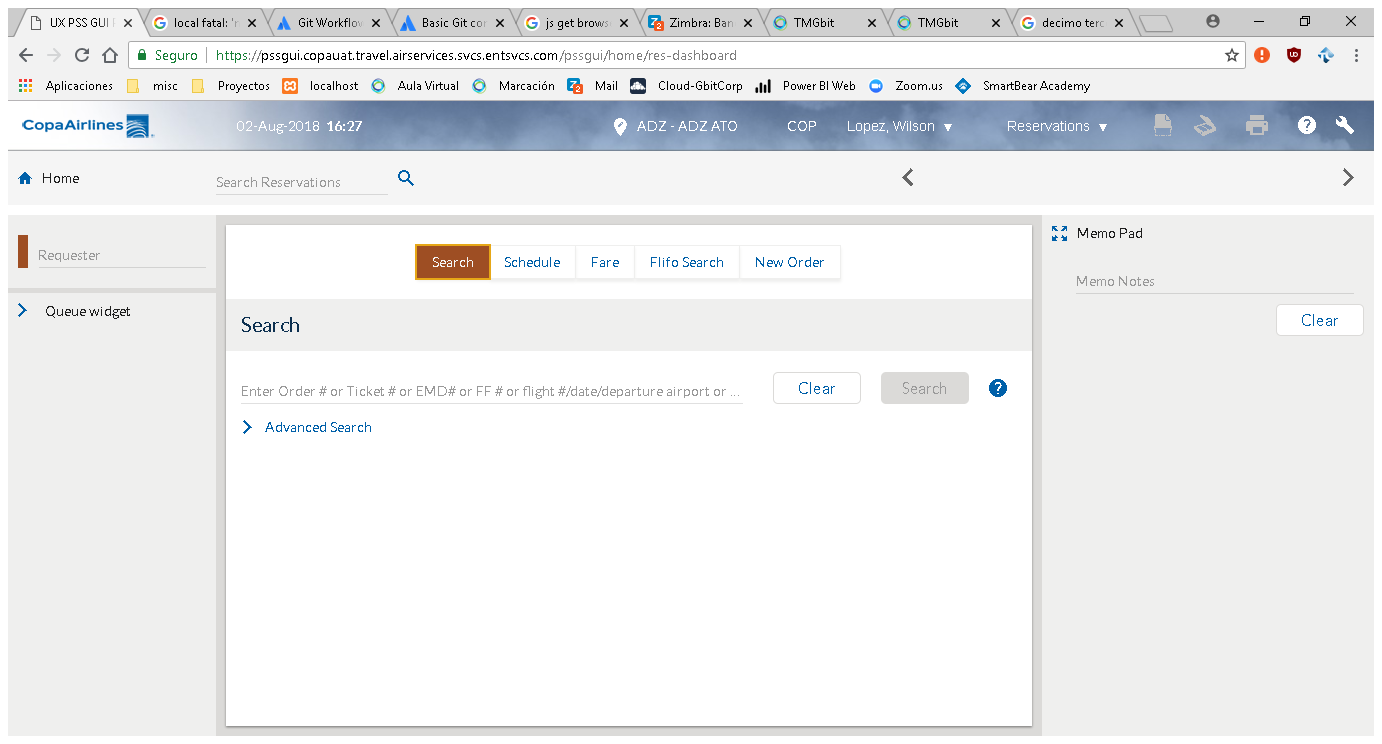 UX PSS GUI
local fatal: 'r
Git Workflow
Basic Git cor
js get brows
Zimbra: Ban
TMGbit
TMGbit
decimo terc
Seguro https://pssgui.copauat.travel.airservices.svcs.entsvcs.com/pssgui/home/res-dashboard
Aplicaciones misc Proyectos localhost Aula Virtual Marcación Mail Cloud-GbitCorp Power BI Web Zoom.us SmartBear Academy
CopaAirlines 02-Aug-2018 16:27 ADZ - ADZ ATO COP Lopez, Wilson Reservations
Home Search Reservations
Requester
Queue widget
Search Schedule Fare Flifo Search New Order
Search
Enter Order # or Ticket # or EMD# or FF # or flight #/date/departure airport or ... Clear Search
Advanced Search
Memo Pad
Memo Notes
Clear